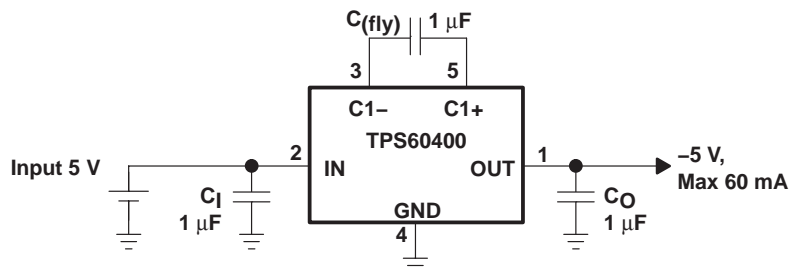 C(fly) 1 μF
3 5
C1− C1+
TPS60400
Input 5 V
2 IN OUT 1
−5 V,
Max 60 mA
CI
1 μF
GND
4
CO
1 μF